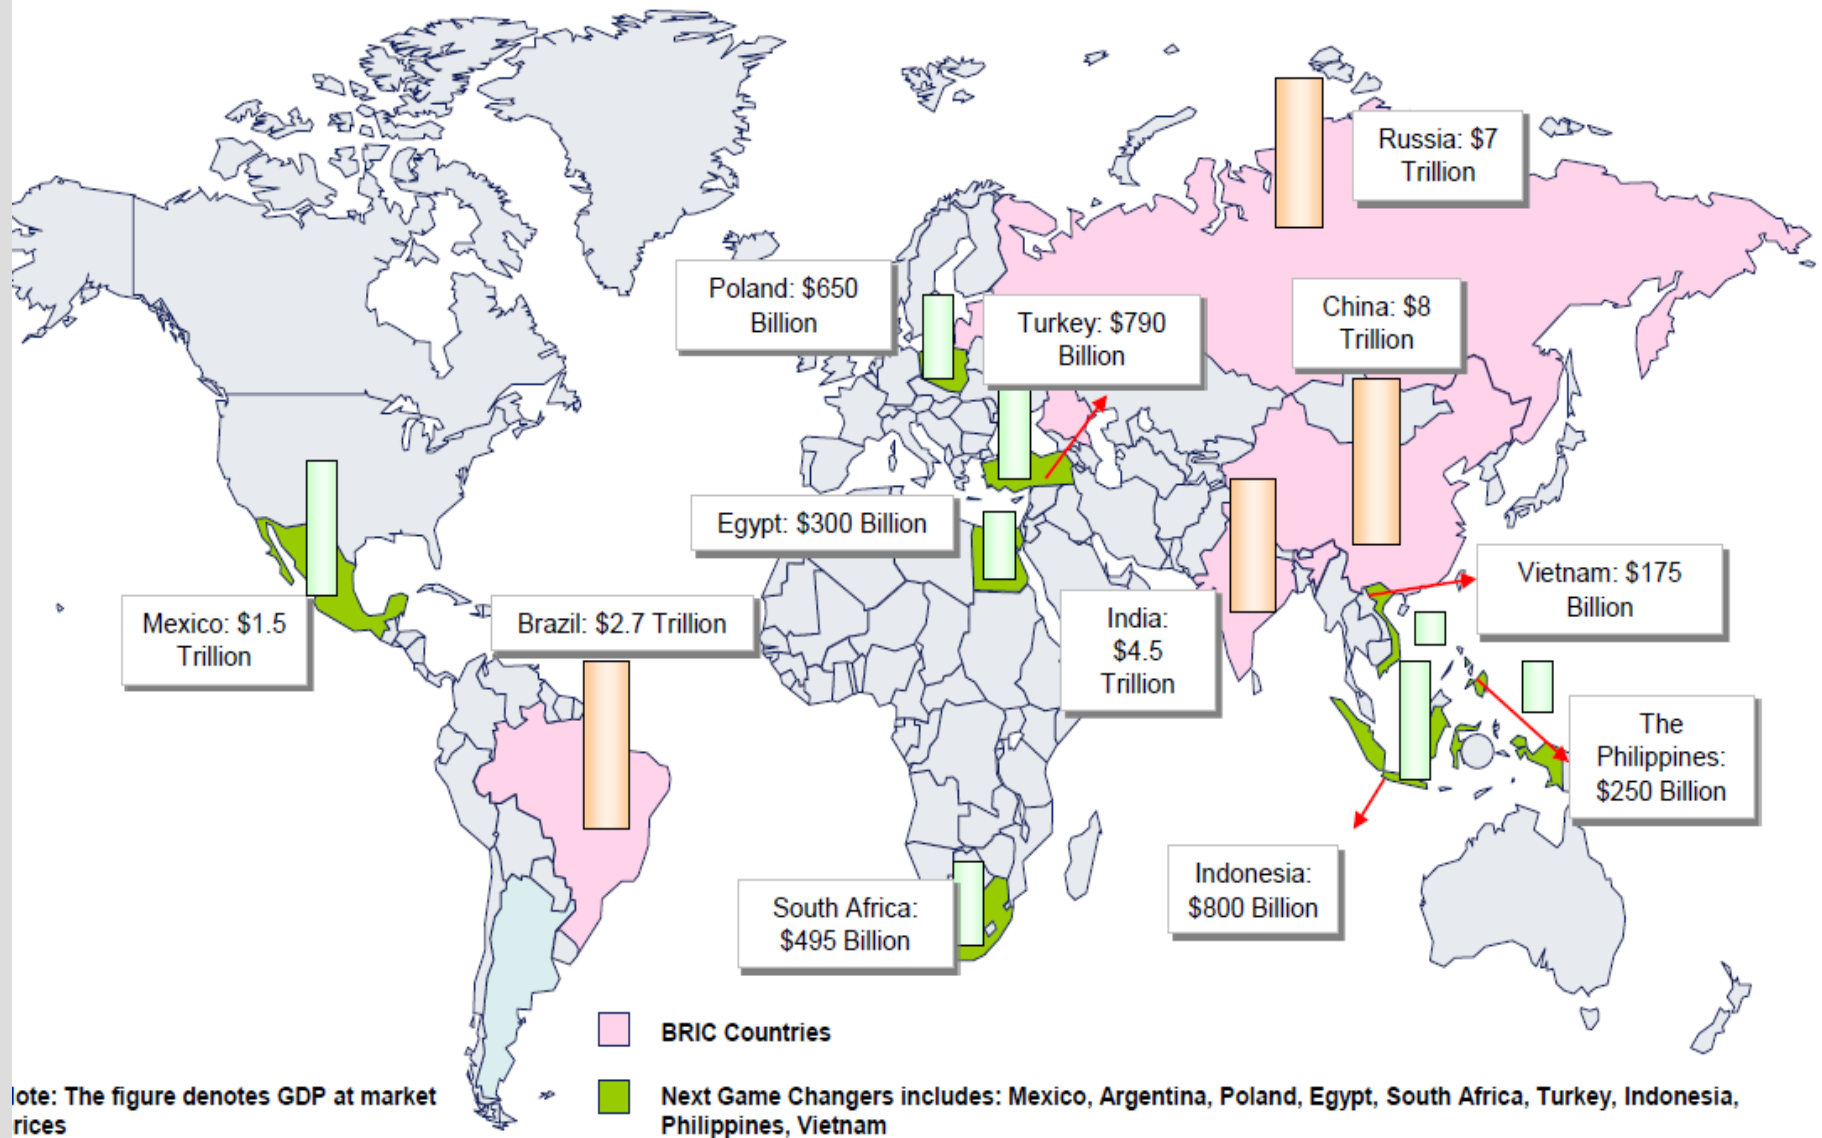 Russia: $7
Trillion
Poland: $650
Billion
Turkey: $790
Billion
China: $8
Trillion
Egypt: $300 Billion
Vietnam: $175
Billion
Mexico: $1.5
Trillion
Brazil: $2.7 Trillion
India:
$4.5
Trillion
The
Philippines:
$250 Billion
Indonesia:
$800 Billion
South Africa:
$495 Billion
BRIC Countries
ote: The figure denotes GDP at market
rices
Next Game Changers includes: Mexico, Argentina, Poland, Egypt, South Africa, Turkey, Indonesia,
Philippines, Vietnam